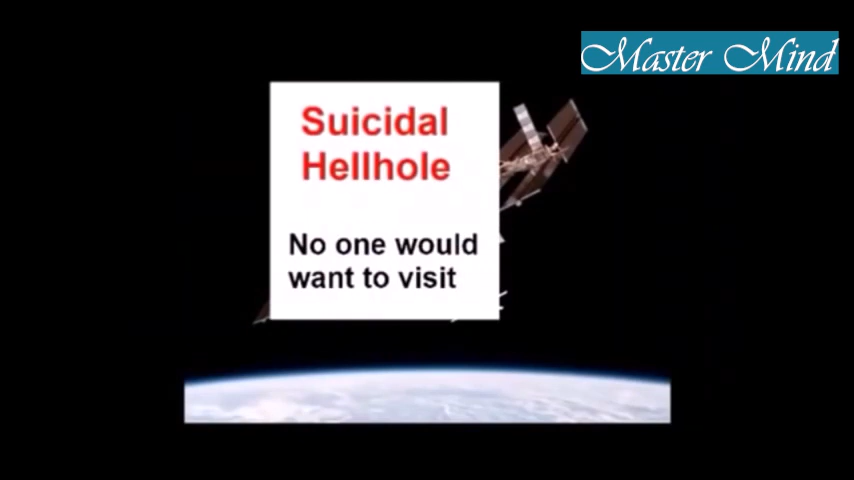 Master Mind
Suicidal
Hellhole
No one would
want to visit